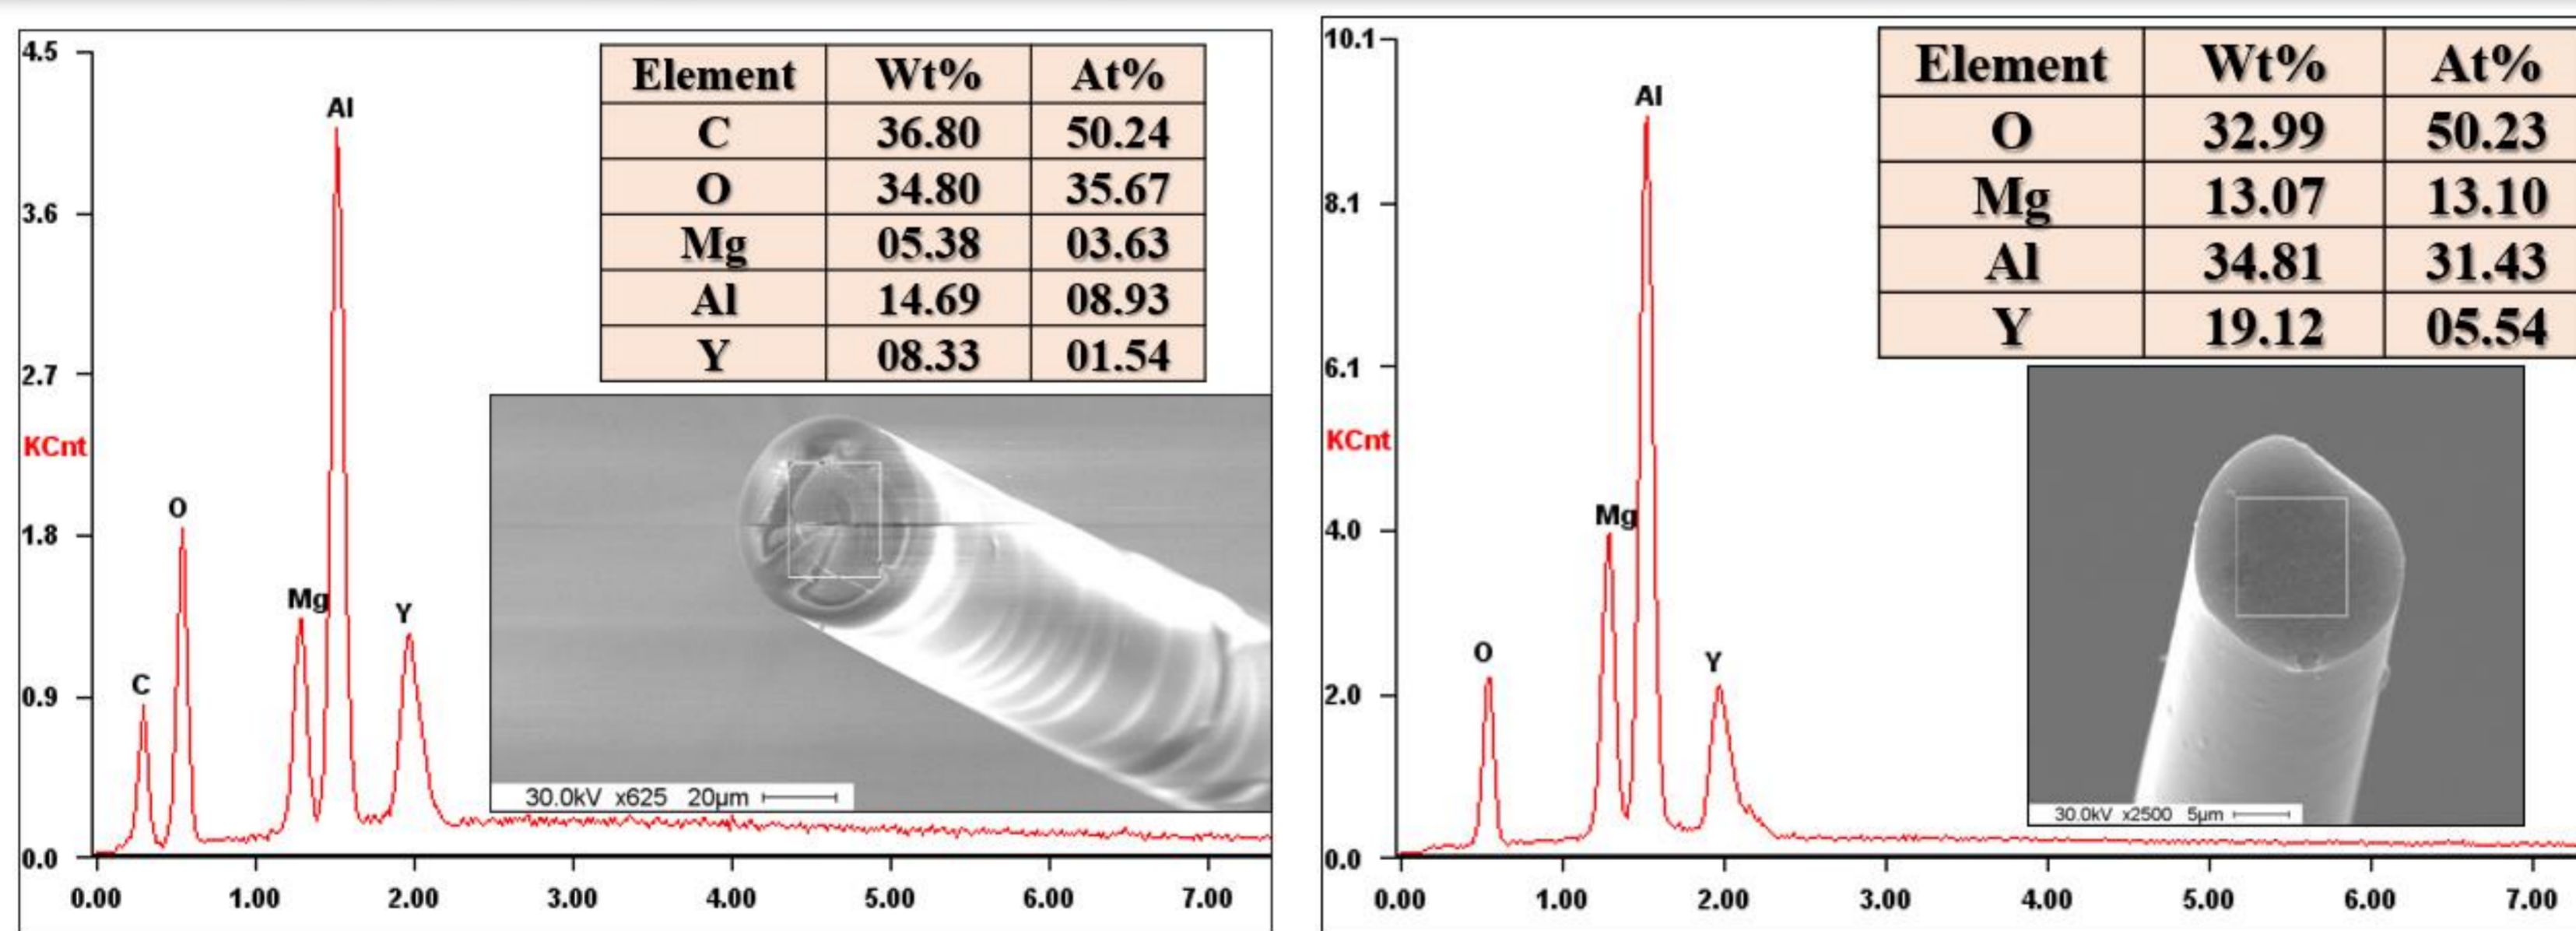 4.5
3.6
2.7
KCnt
1.8
0.9
0.0
Al
O
Mg
Y
C
Element Wt% At%
C 36.80 50.24
O 34.80 35.67
Mg 05.38 03.63
Al 14.69 08.93
Y 08.33 01.54
30.0kV x625 20µm
0.00 1.00 2.00 3.00 4.00 5.00 6.00 7.00
10.1
8.1
6.1
KCnt
4.0
2.0
0.0
Al
Mg
O
Y
Element Wt% At%
O 32.99 50.23
Mg 13.07 13.10
Al 34.81 31.43
Y 19.12 05.54
30.0kV x2500 5µm
0.00 1.00 2.00 3.00 4.00 5.00 6.00 7.00